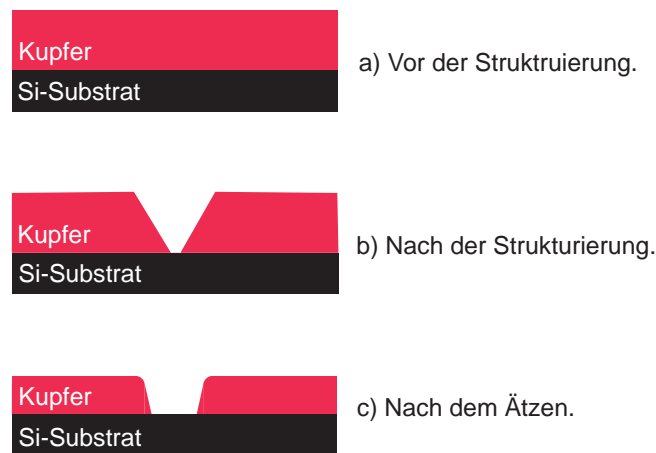 Kupfer
Si-Substrat
a) Vor der Struktruierung.
Kupfer
Si-Substrat
b) Nach der Strukturierung.
Kupfer
Si-Substrat
c) Nach dem Ätzen.